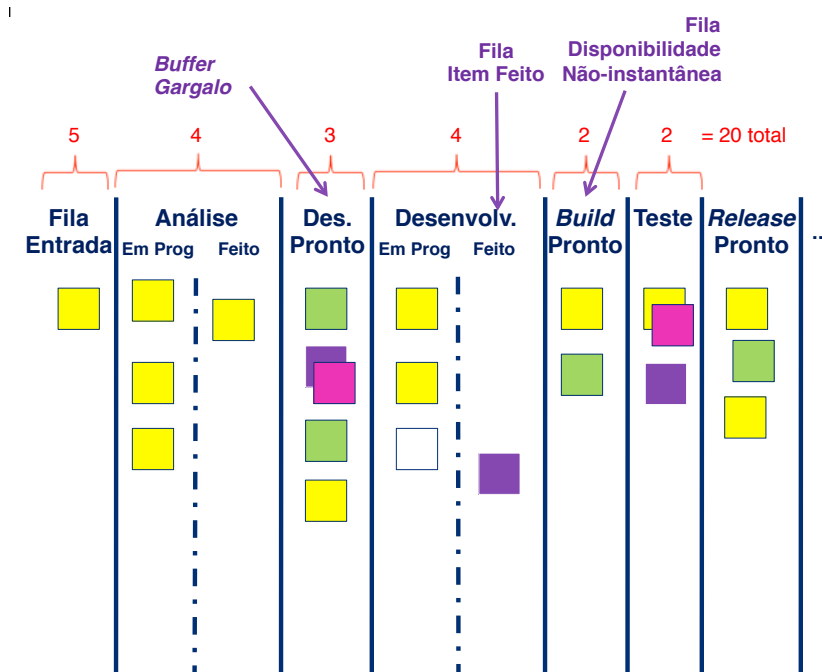 Fila
Disponibilidade
Não-instantânea
Fila
Item Feito
Buffer
Gargalo
5
4
3
4
2
2
= 20 total
Fila
Entrada
Análise
Em Prog
Feito
Des.
Pronto
Desenvolv.
Em Prog
Feito
Build
Pronto
Teste
Release
Pronto
..